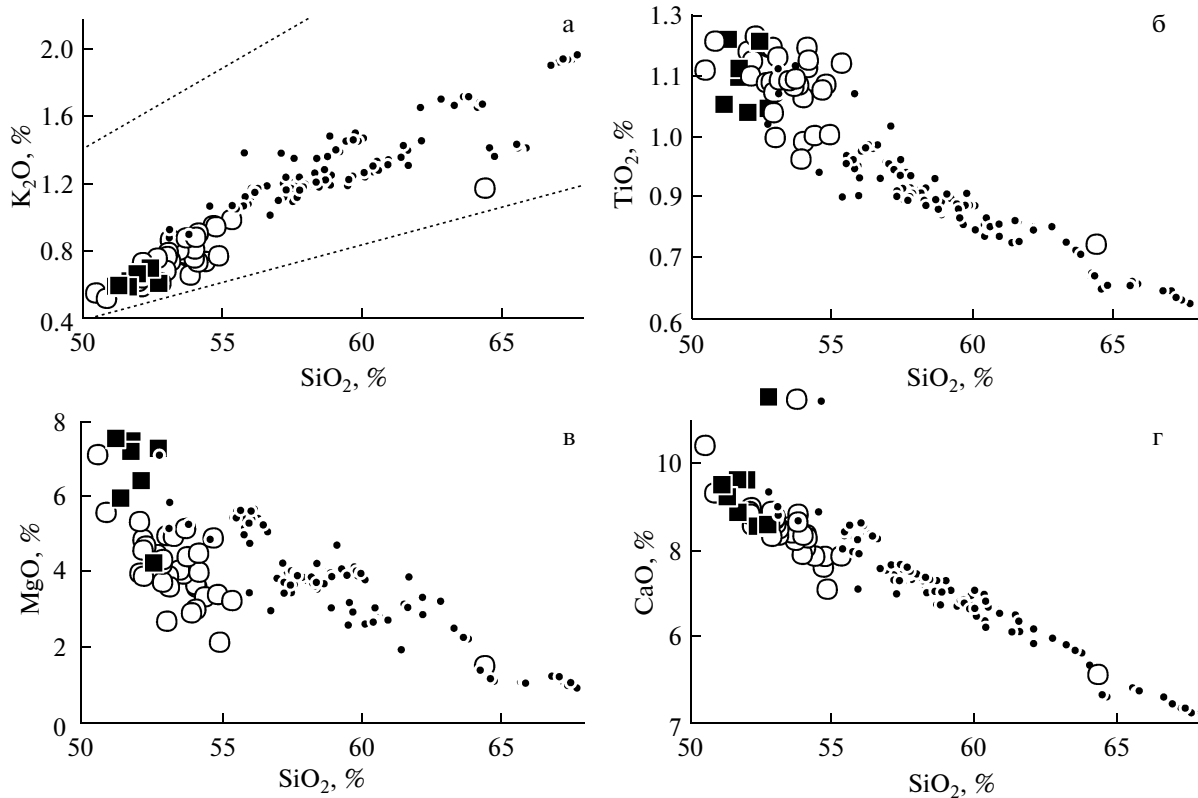 а
2.0
1.6
1.2
0.8
0.4
K₂O, %
50 55 60 65
SiO₂, %
б
1.3
1.1
1.0
0.9
0.7
0.6
TiO₂, %
50 55 60 65
SiO₂, %
в
8
6
4
2
0
MgO, %
50 55 60 65
SiO₂, %
г
10
8
6
7
CaO, %
50 55 60 65
SiO₂, %